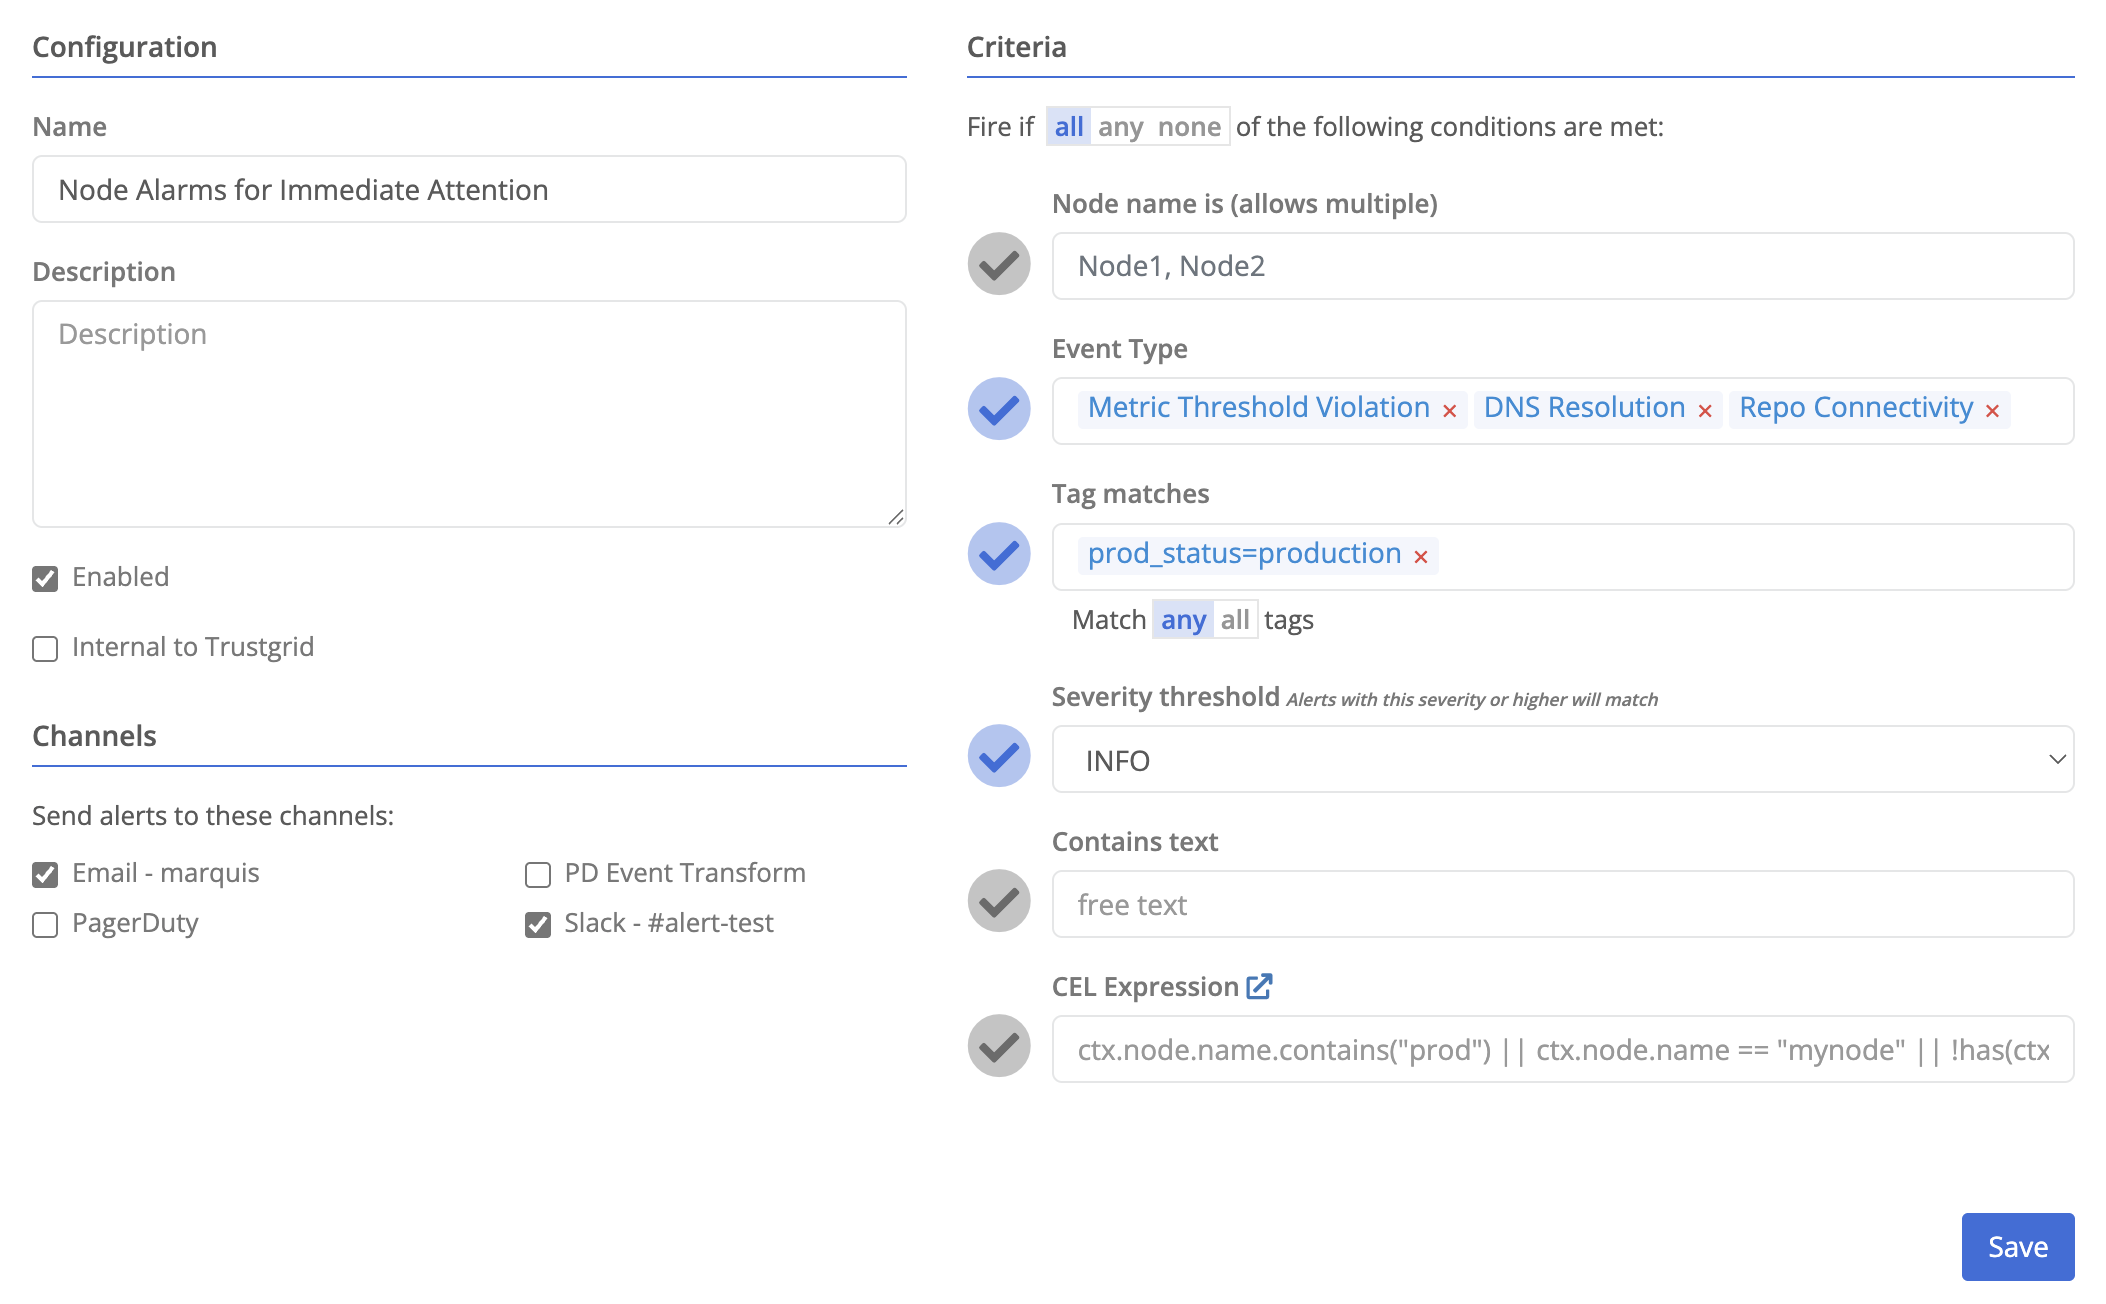 Configuration
Name
Node Alarms for Immediate Attention
Description
Description
Enabled
Internal to Trustgrid
Channels
Send alerts to these channels:
Email - marquis
PD Event Transform
PagerDuty
Slack - #alert-test
Criteria
Fire if all any none of the following conditions are met:
Node name is (allows multiple)
Node1, Node2
Event Type
Metric Threshold Violation × DNS Resolution × Repo Connectivity ×
Tag matches
prod_status=production ×
Match any all tags
Severity threshold Alerts with this severity or higher will match
INFO
Contains text
free text
CEL Expression
ctx.node.name.contains("prod") || ctx.node.name == "mynode" || !has(ctx
Save